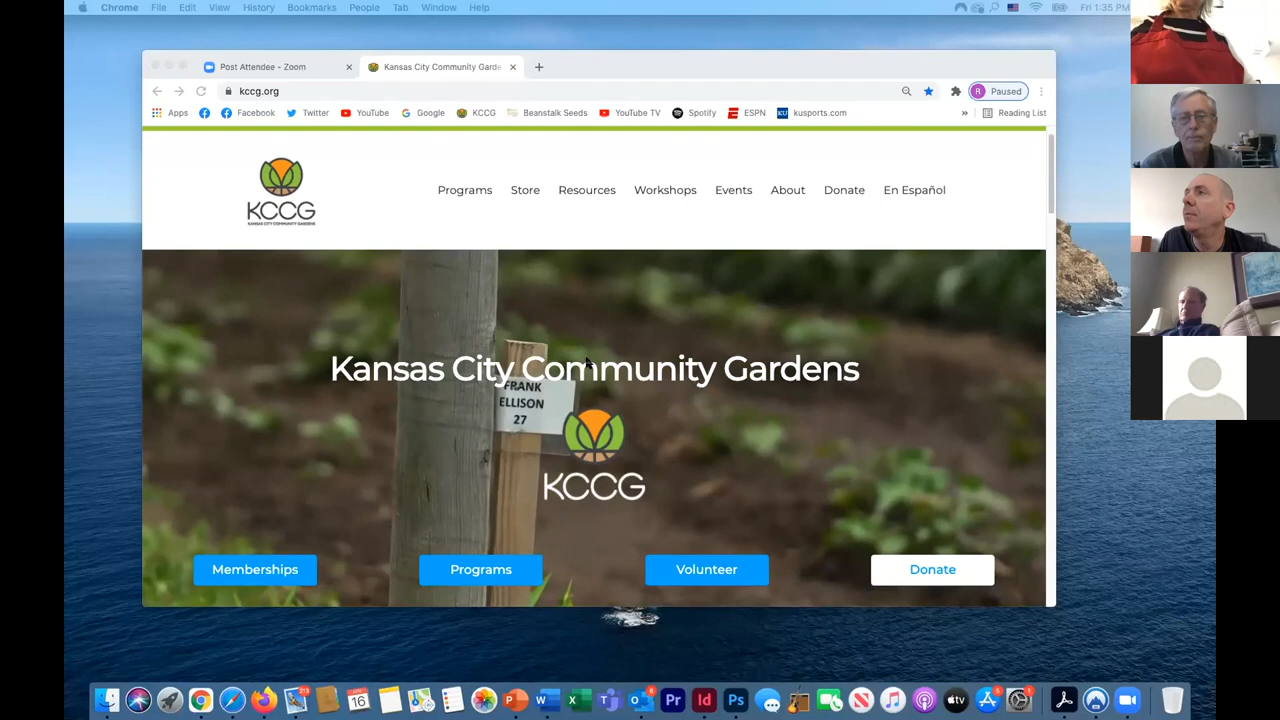 Chrome File Edit View History Bookmarks People Tab Window Help Fri 1:35 PM
Post Attendee - Zoom Kansas City Community Garde
kccg.org R Paused
Apps Facebook Twitter YouTube Google KCCG Beanstalk Seeds YouTube TV Spotify ESPN KU kusports.com » Reading List
Programs Store Resources Workshops Events About Donate En Español
KCCG
KANSAS CITY COMMUNITY GARDENS
Kansas City Community Gardens
FRANK
ELLISON
27
KCCG
Memberships Programs Volunteer Donate
16